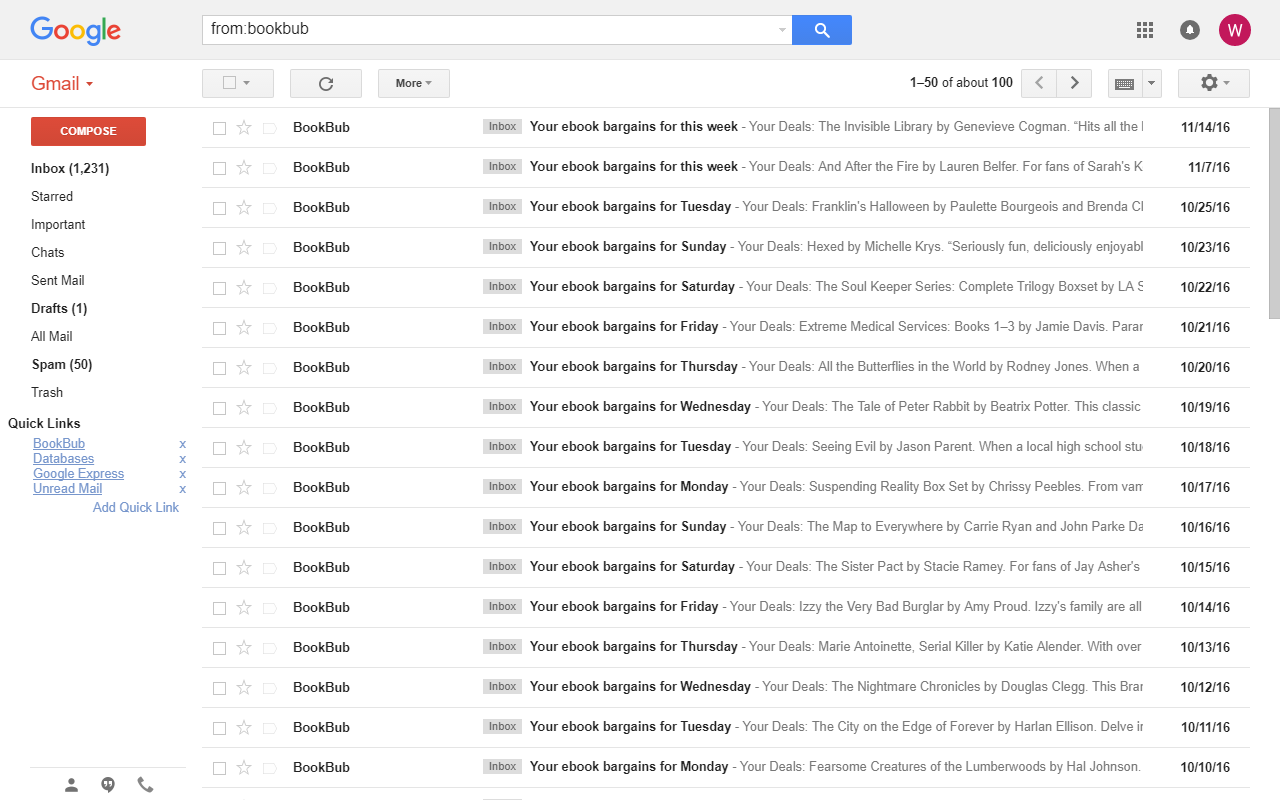 Google
from:bookbub
W
Gmail
More
1–50 of about 100
COMPOSE
Inbox (1,231)
Starred
Important
Chats
Sent Mail
Drafts (1)
All Mail
Spam (50)
Trash
Quick Links
BookBub x
Databases x
Google Express x
Unread Mail x
Add Quick Link
BookBub Inbox Your ebook bargains for this week - Your Deals: The Invisible Library by Genevieve Cogman. “Hits all the 11/14/16
BookBub Inbox Your ebook bargains for this week - Your Deals: And After the Fire by Lauren Belfer. For fans of Sarah's K 11/7/16
BookBub Inbox Your ebook bargains for Tuesday - Your Deals: Franklin's Halloween by Paulette Bourgeois and Brenda Cl 10/25/16
BookBub Inbox Your ebook bargains for Sunday - Your Deals: Hexed by Michelle Krys. “Seriously fun, deliciously enjoyabl 10/23/16
BookBub Inbox Your ebook bargains for Saturday - Your Deals: The Soul Keeper Series: Complete Trilogy Boxset by LA S 10/22/16
BookBub Inbox Your ebook bargains for Friday - Your Deals: Extreme Medical Services: Books 1–3 by Jamie Davis. Parar 10/21/16
BookBub Inbox Your ebook bargains for Thursday - Your Deals: All the Butterflies in the World by Rodney Jones. When a 10/20/16
BookBub Inbox Your ebook bargains for Wednesday - Your Deals: The Tale of Peter Rabbit by Beatrix Potter. This classic 10/19/16
BookBub Inbox Your ebook bargains for Tuesday - Your Deals: Seeing Evil by Jason Parent. When a local high school stu 10/18/16
BookBub Inbox Your ebook bargains for Monday - Your Deals: Suspending Reality Box Set by Chrissy Peebles. From vam 10/17/16
BookBub Inbox Your ebook bargains for Sunday - Your Deals: The Map to Everywhere by Carrie Ryan and John Parke Da 10/16/16
BookBub Inbox Your ebook bargains for Saturday - Your Deals: The Sister Pact by Stacie Ramey. For fans of Jay Asher's 10/15/16
BookBub Inbox Your ebook bargains for Friday - Your Deals: Izzy the Very Bad Burglar by Amy Proud. Izzy's family are all 10/14/16
BookBub Inbox Your ebook bargains for Thursday - Your Deals: Marie Antoinette, Serial Killer by Katie Alender. With over 10/13/16
BookBub Inbox Your ebook bargains for Wednesday - Your Deals: The Nightmare Chronicles by Douglas Clegg. This Bran 10/12/16
BookBub Inbox Your ebook bargains for Tuesday - Your Deals: The City on the Edge of Forever by Harlan Ellison. Delve in 10/11/16
BookBub Inbox Your ebook bargains for Monday - Your Deals: Fearsome Creatures of the Lumberwoods by Hal Johnson. 10/10/16